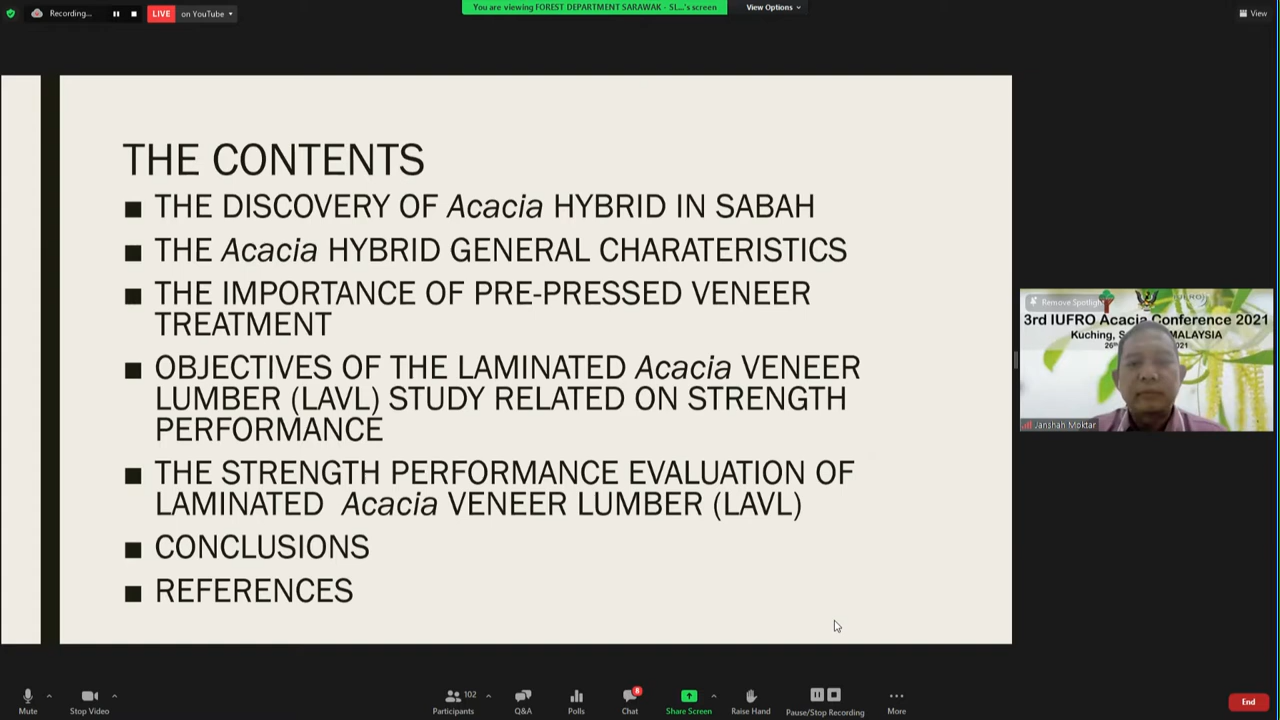 Recording...
LIVE on YouTube
You are viewing FOREST DEPARTMENT SARAWAK - SL...'s screen
View Options
View
THE CONTENTS
■ THE DISCOVERY OF Acacia HYBRID IN SABAH
■ THE Acacia HYBRID GENERAL CHARATERISTICS
■ THE IMPORTANCE OF PRE-PRESSED VENEER
TREATMENT
■ OBJECTIVES OF THE LAMINATED Acacia VENEER
LUMBER (LAVL) STUDY RELATED ON STRENGTH
PERFORMANCE
■ THE STRENGTH PERFORMANCE EVALUATION OF
LAMINATED Acacia VENEER LUMBER (LAVL)
■ CONCLUSIONS
■ REFERENCES
Remove Spotlight
3rd IUFRO Acacia Conference 2021
Kuching, MALAYSIA
2021
Janshah Moktar
Mute
Stop Video
Participants 102
Q&A
Polls
Chat 8
Share Screen
Raise Hand
Pause/Stop Recording
More
End